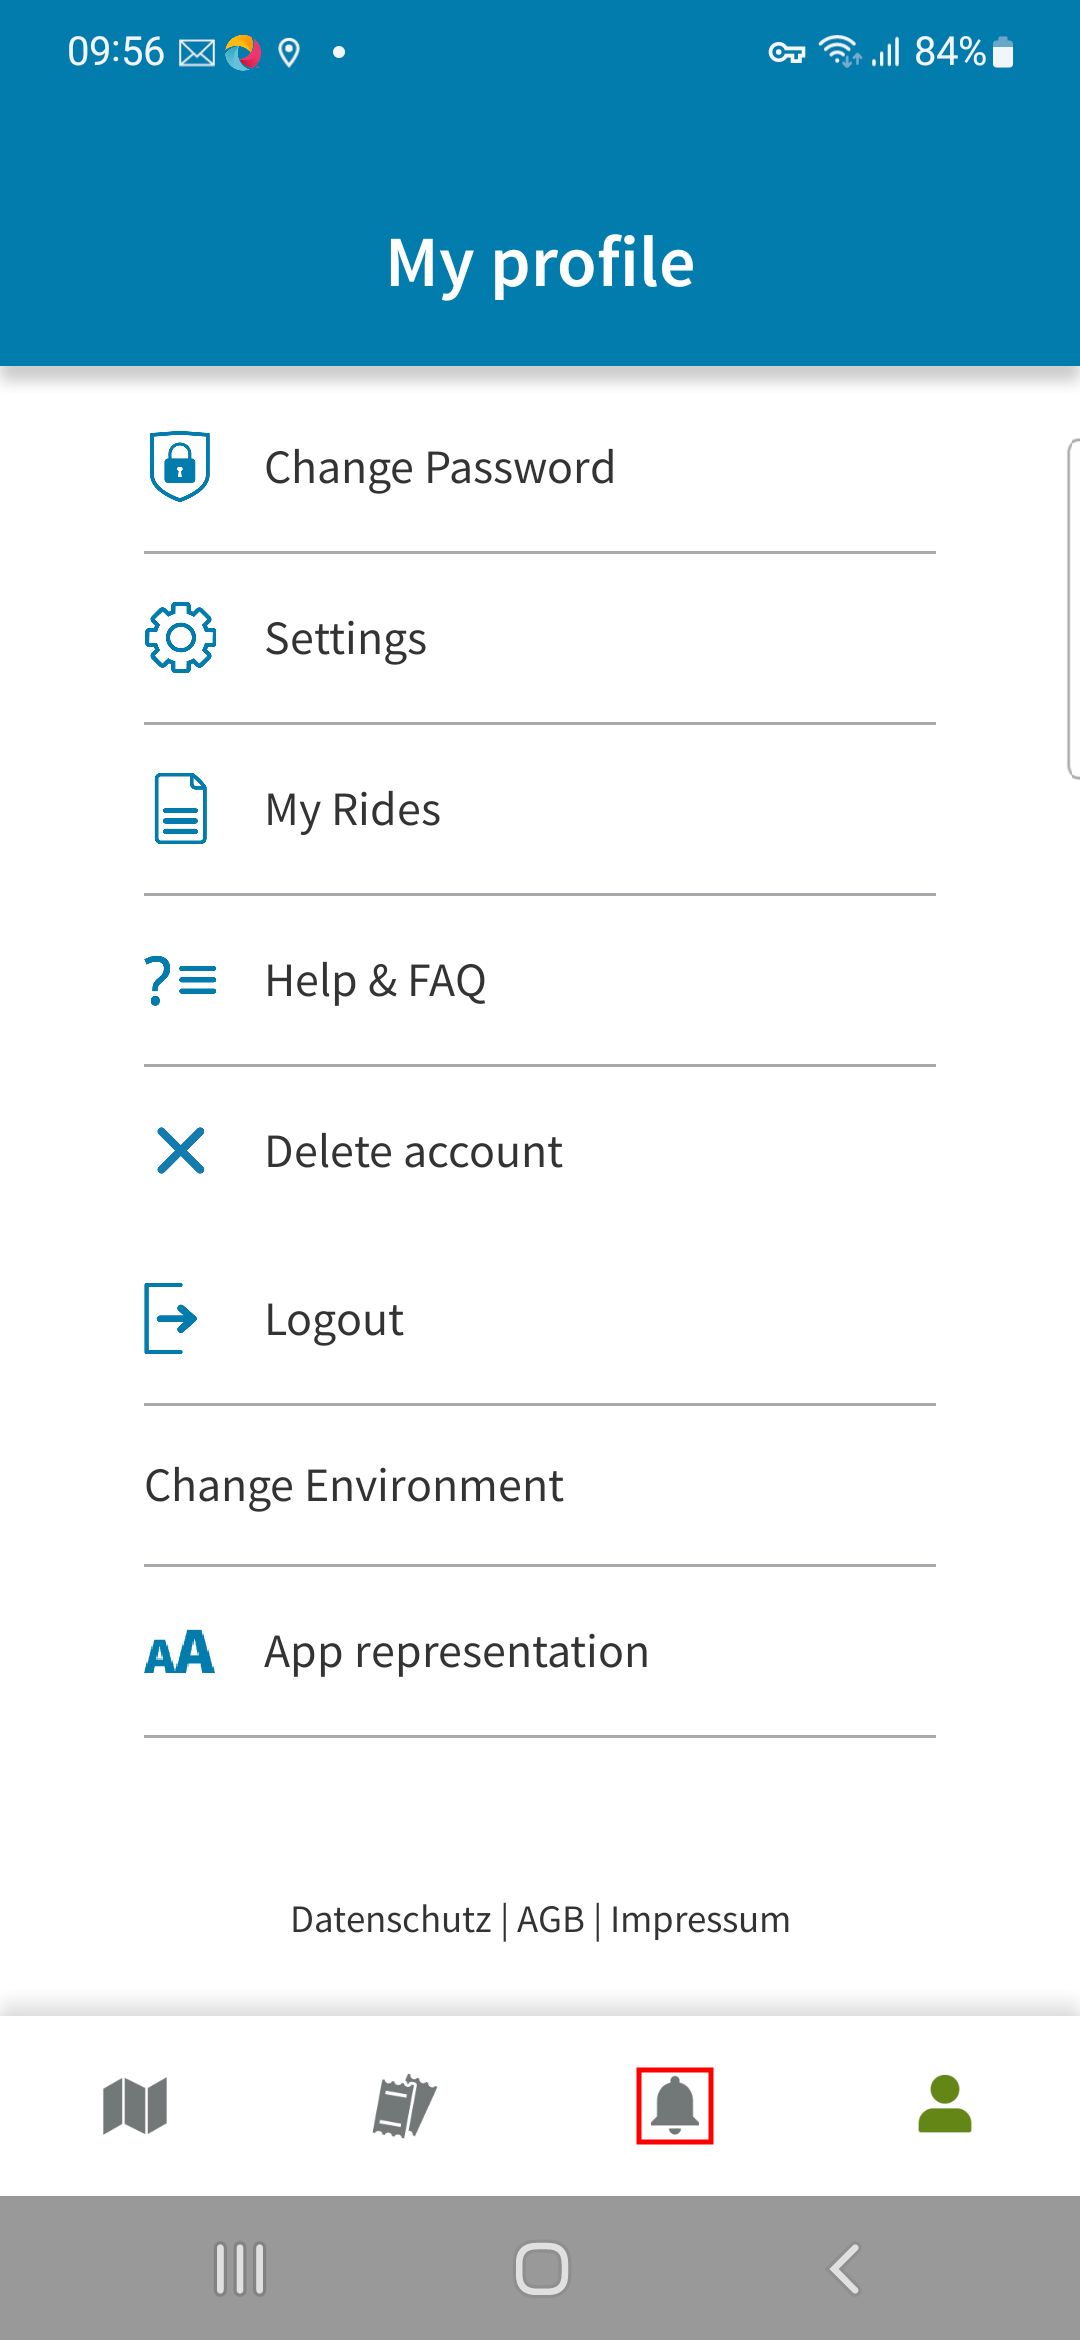 09:56 84%
My profile
Change Password
Settings
My Rides
Help & FAQ
Delete account
Logout
Change Environment
App representation
Datenschutz | AGB | Impressum